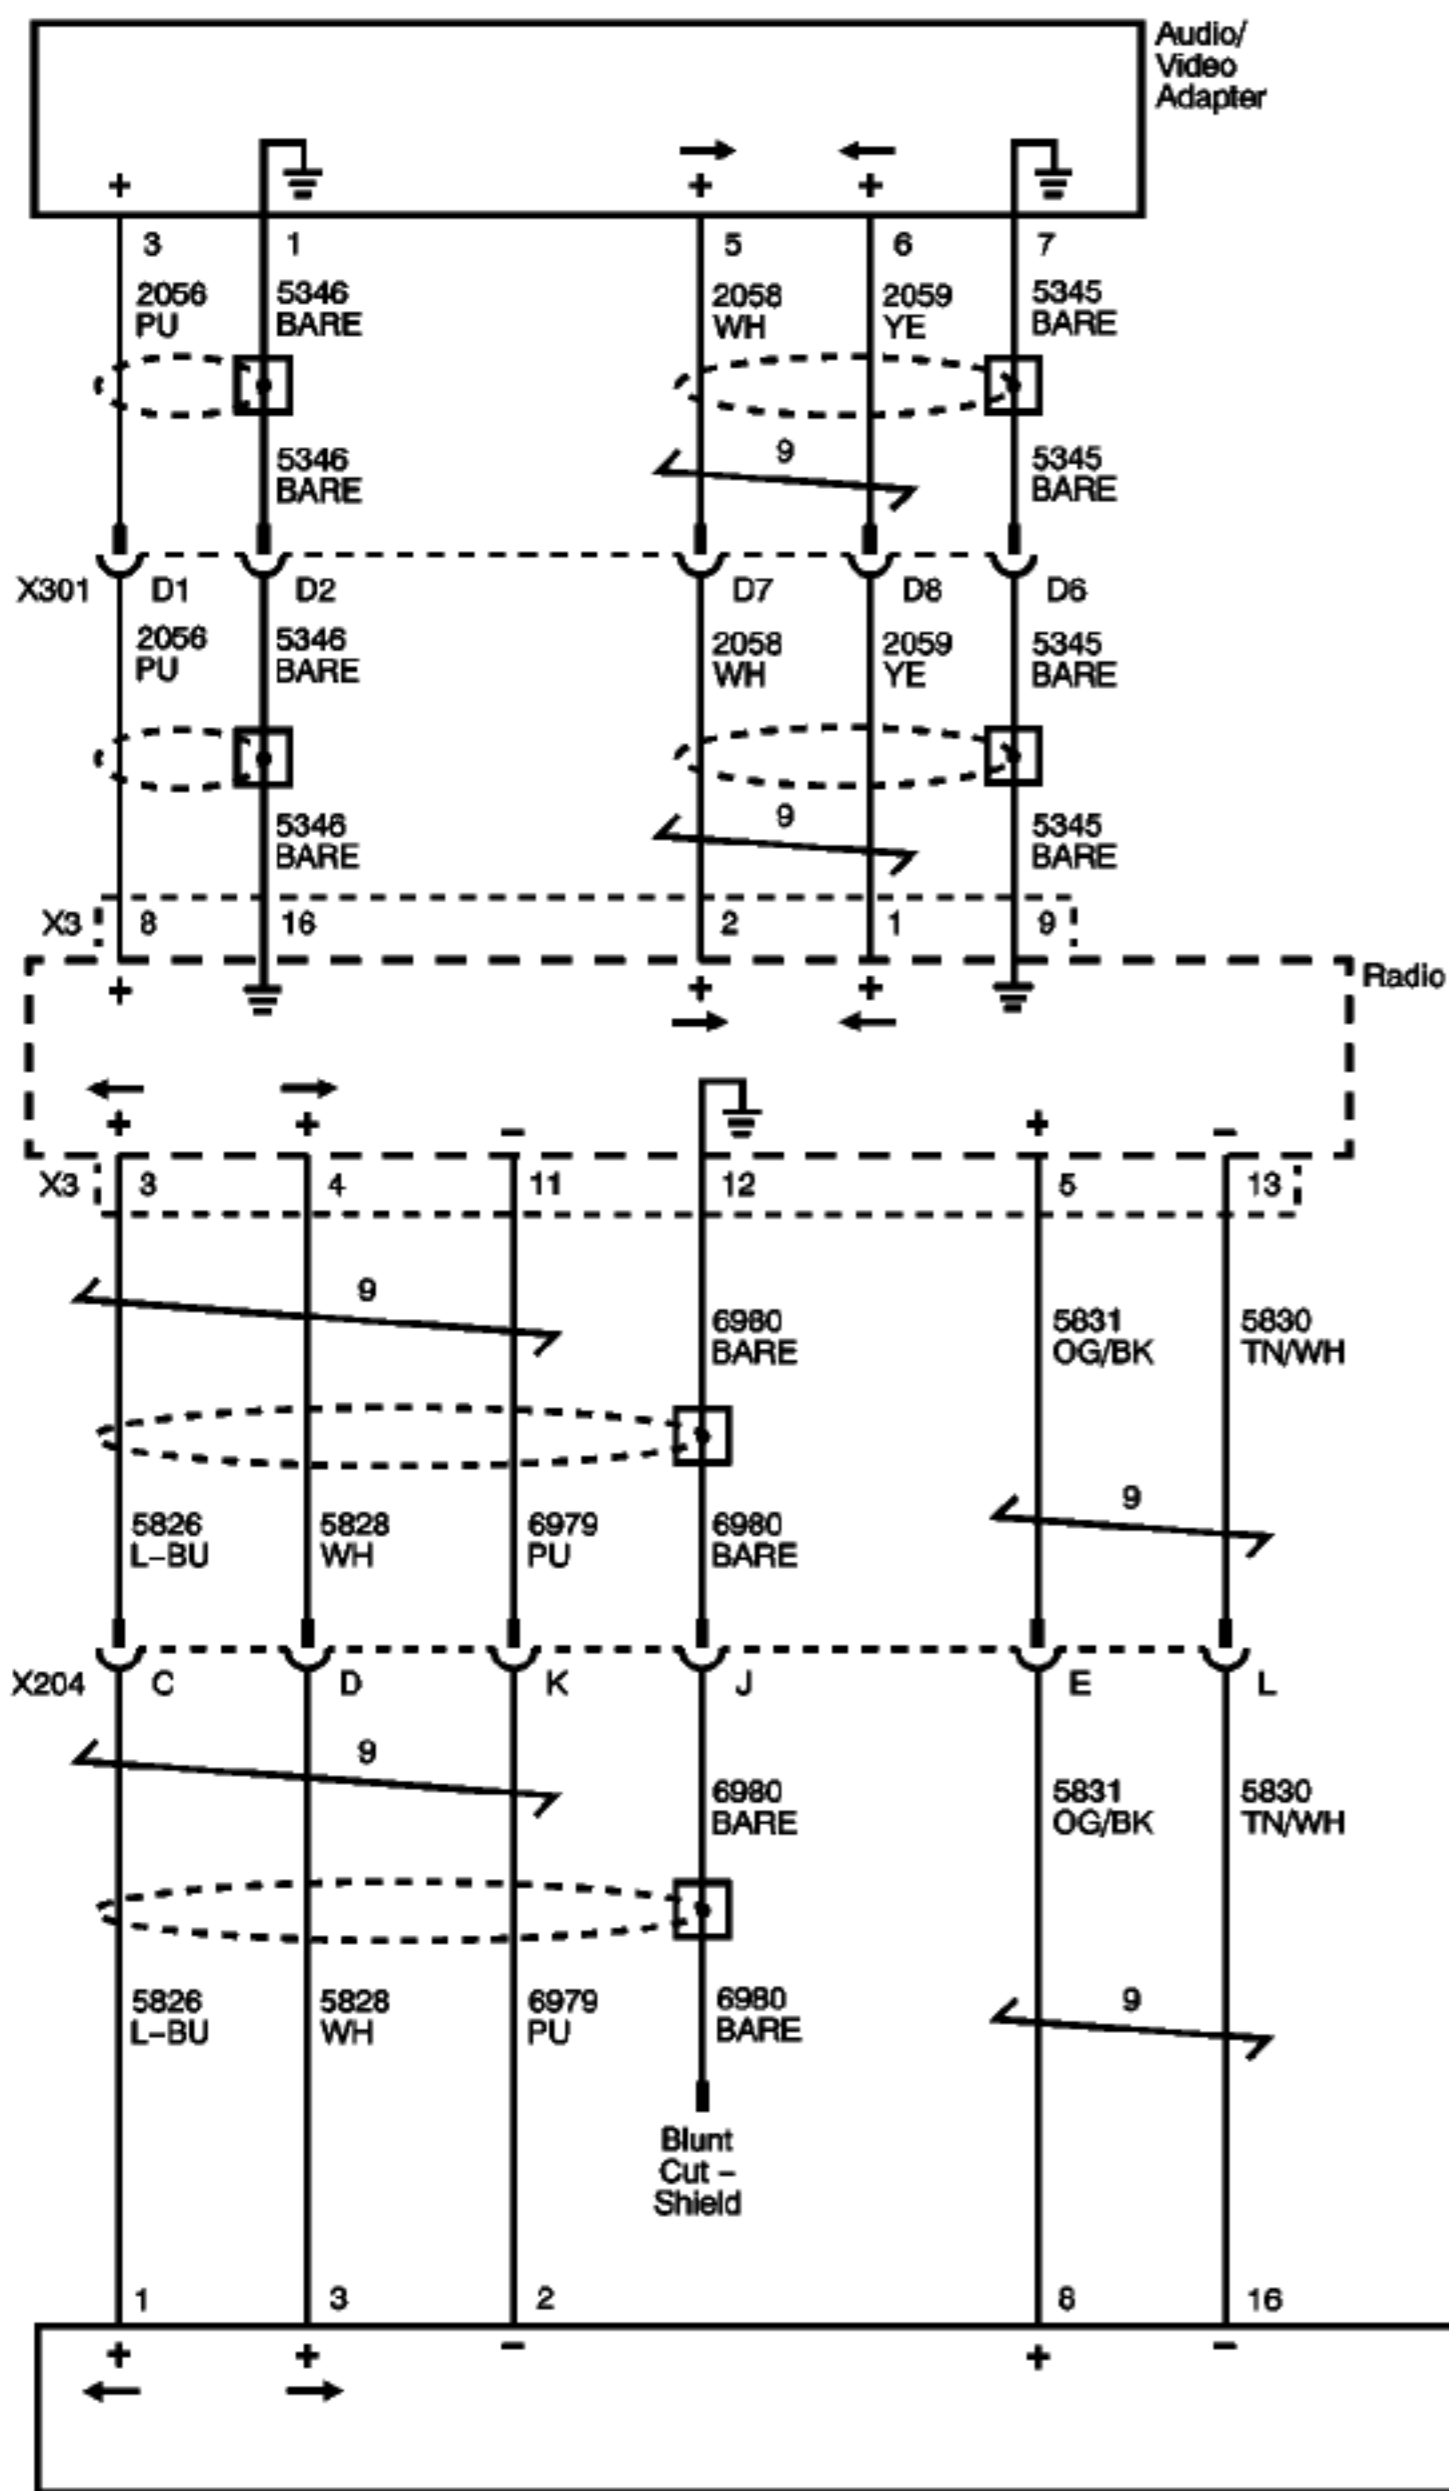 Audio/
Video
Adapter
+ + +
3 1 5 6 7
2056 5346 2058 2059 5345
PU BARE WH YE BARE
9
5346 5345
BARE BARE
X301 D1 D2 D7 D8 D6
2056 5346 2058 2059 5345
PU BARE WH YE BARE
9
5346 5345
BARE BARE
X3 8 16 2 1 9
Radio
+ + +
+ + – + –
X3 3 4 11 12 5 13
9
6980 5831 5830
BARE OG/BK TN/WH
9
5826 5828 6979 6980
L–BU WH PU BARE
X204 C D K J E L
9
6980 5831 5830
BARE OG/BK TN/WH
5826 5828 6979 6980 9
L–BU WH PU BARE
Blunt
Cut –
Shield
1 3 2 8 16
+ + – + –